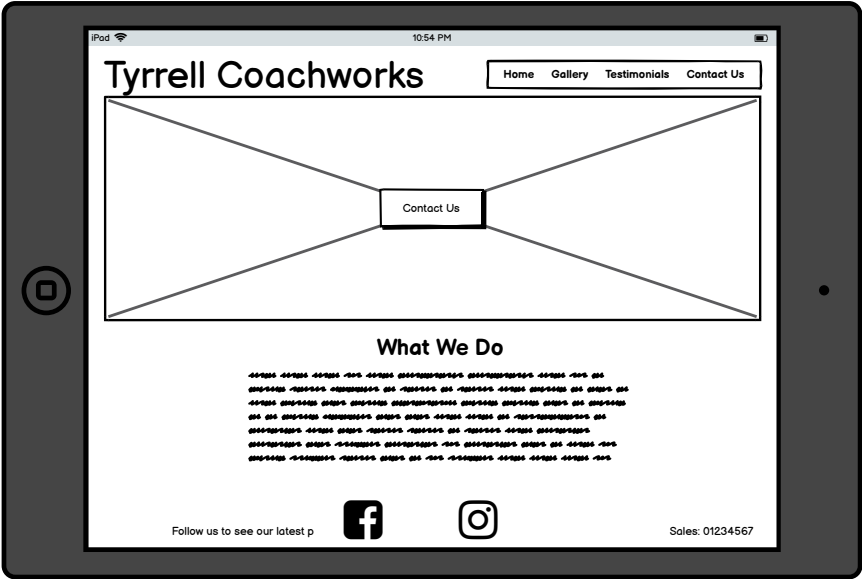 iPad
10:54 PM
Tyrrell Coachworks
Home Gallery Testimonials Contact Us
Contact Us
What We Do
Follow us to see our latest p
Sales: 01234567